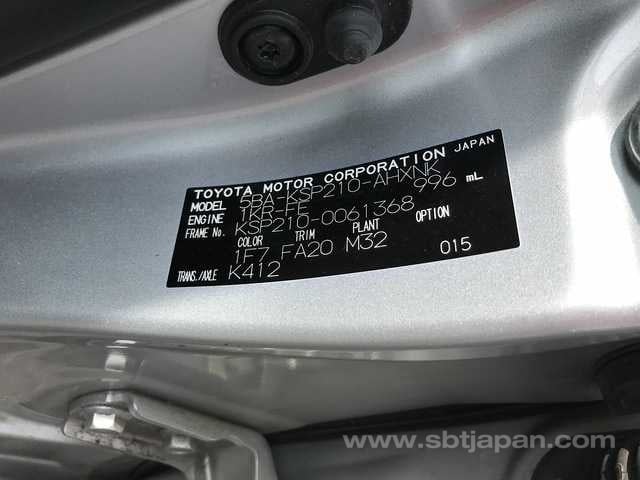 TOYOTA MOTOR CORPORATION JAPAN
MODEL 5BA-KSP210-AHXNK
ENGINE 1KR-FE 996 mL
FRAME No. KSP210-0061368
COLOR TRIM PLANT OPTION
1F7 FA20 M32 015
TRANS./AXLE K412
www.sbtjapan.com